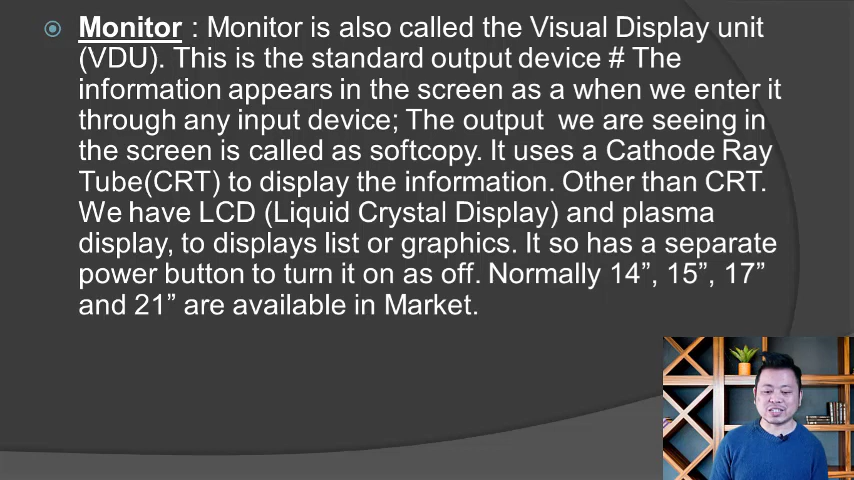 Monitor : Monitor is also called the Visual Display unit
(VDU). This is the standard output device # The
information appears in the screen as a when we enter it
through any input device; The output we are seeing in
the screen is called as softcopy. It uses a Cathode Ray
Tube(CRT) to display the information. Other than CRT.
We have LCD (Liquid Crystal Display) and plasma
display, to displays list or graphics. It so has a separate
power button to turn it on as off. Normally 14”, 15”, 17”
and 21” are available in Market.